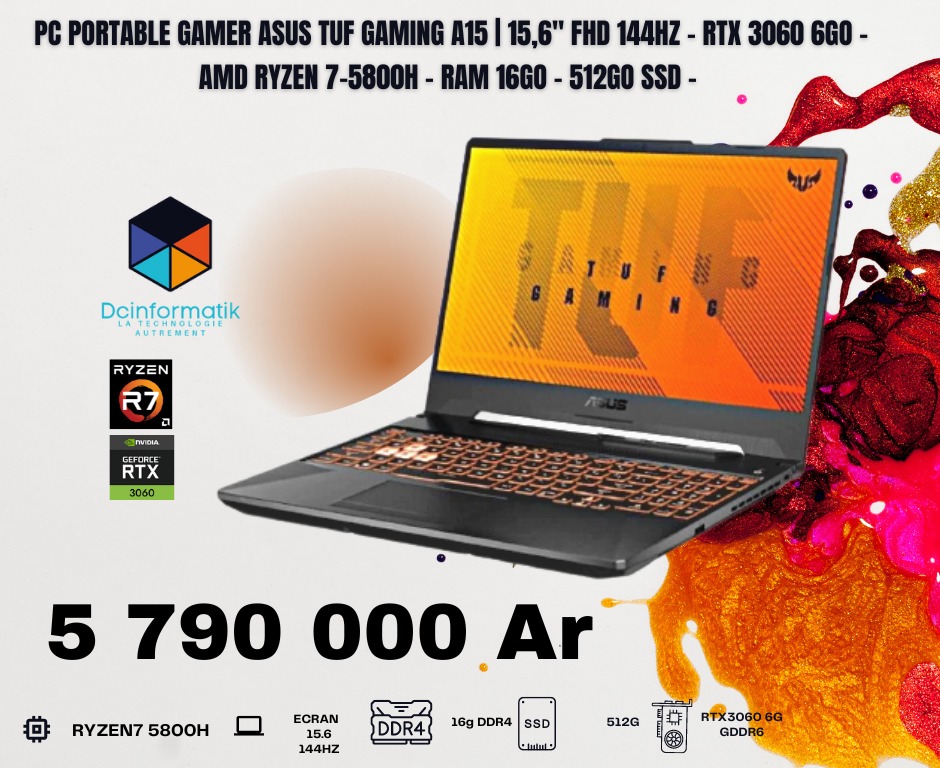 PC PORTABLE GAMER ASUS TUF GAMING A15 | 15,6" FHD 144HZ - RTX 3060 6GO -
AMD RYZEN 7-5800H - RAM 16GO - 512GO SSD -
TUF
TUF
GAMING
ASUS
Dcinformatik
LA TECHNOLOGIE
AUTREMENT
RYZEN
R7
NVIDIA
GEFORCE
RTX
3060
5 790 000 Ar
RYZEN7 5800H
ECRAN
15.6
144HZ
DDR4
16g DDR4
SSD
512G
RTX3060 6G
GDDR6